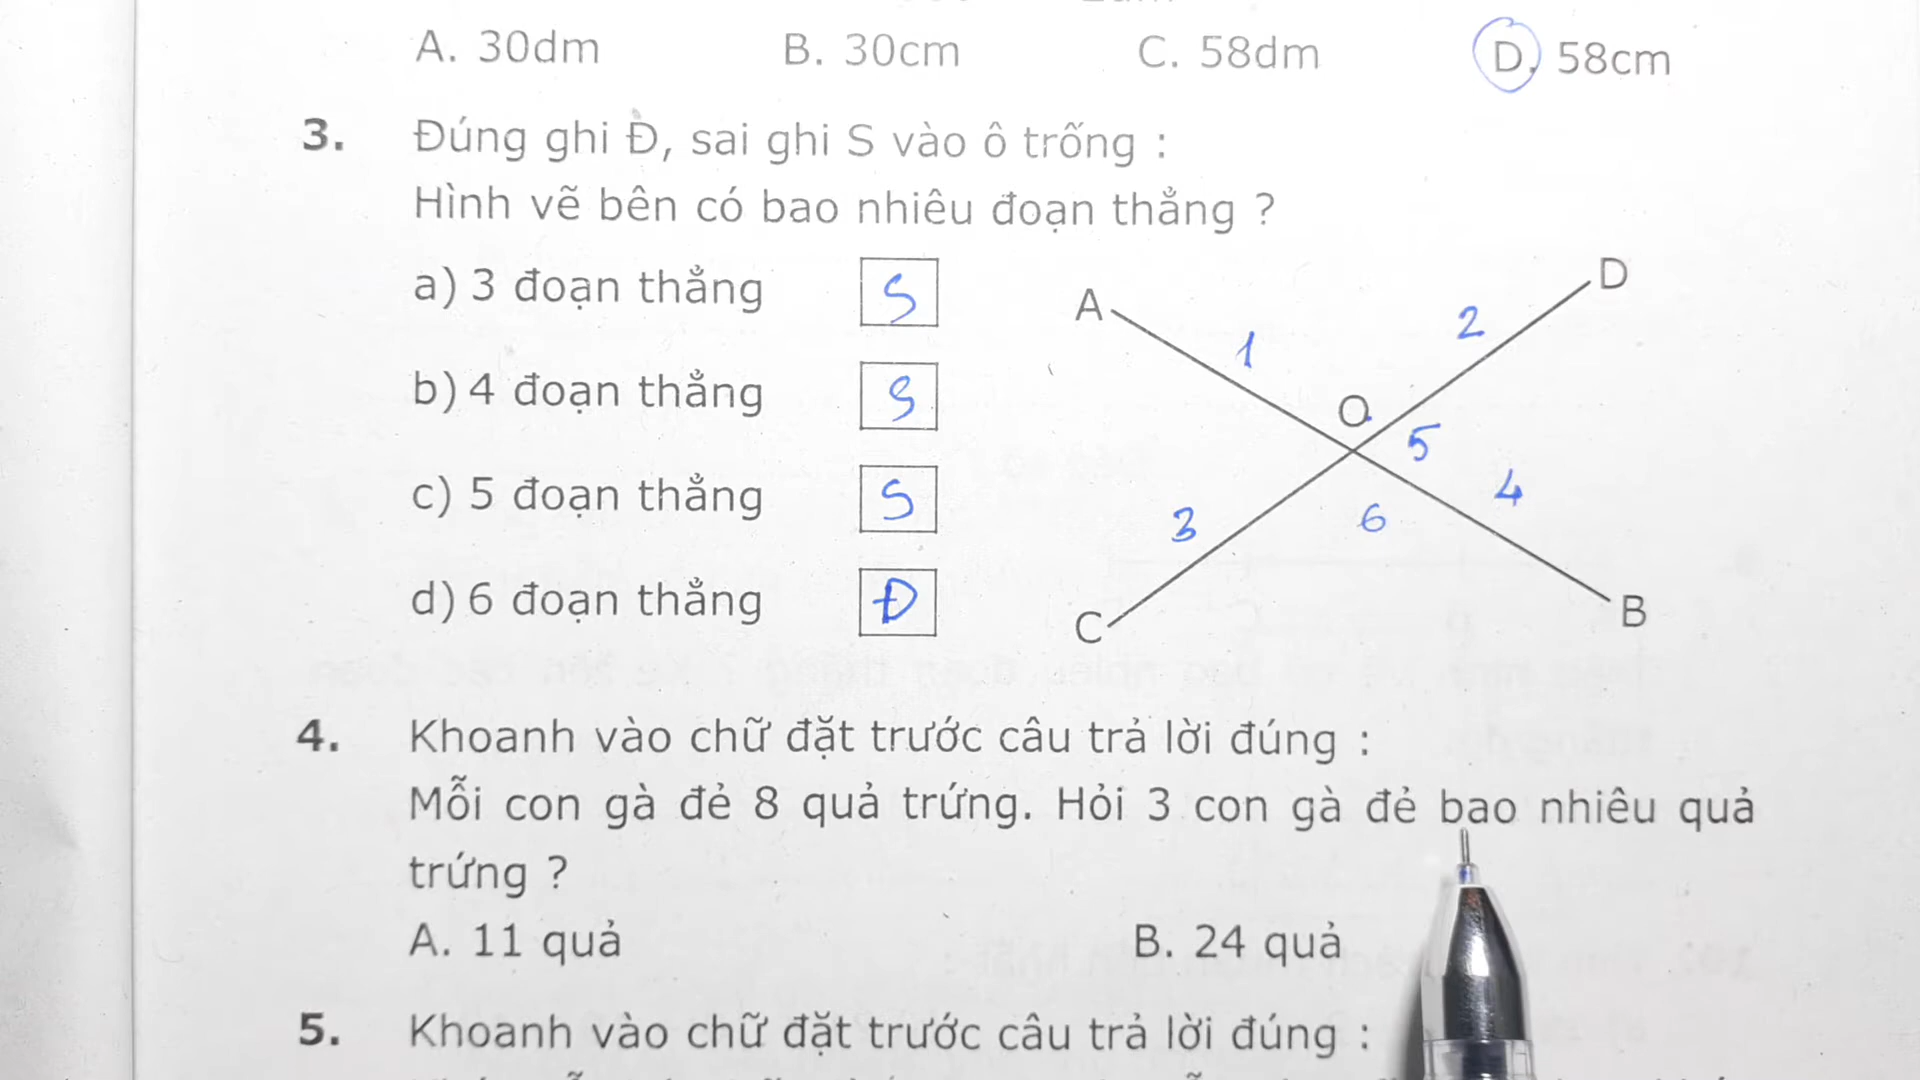 A. 30dm B. 30cm C. 58dm D. 58cm
3. Đúng ghi Đ, sai ghi S vào ô trống :
Hình vẽ bên có bao nhiêu đoạn thẳng ?
a) 3 đoạn thẳng S
b) 4 đoạn thẳng S
c) 5 đoạn thẳng S
d) 6 đoạn thẳng Đ
A D
1 2
O
5
3 6 4
C B
4. Khoanh vào chữ đặt trước câu trả lời đúng :
Mỗi con gà đẻ 8 quả trứng. Hỏi 3 con gà đẻ bao nhiêu quả
trứng ?
A. 11 quả B. 24 quả
5. Khoanh vào chữ đặt trước câu trả lời đúng :